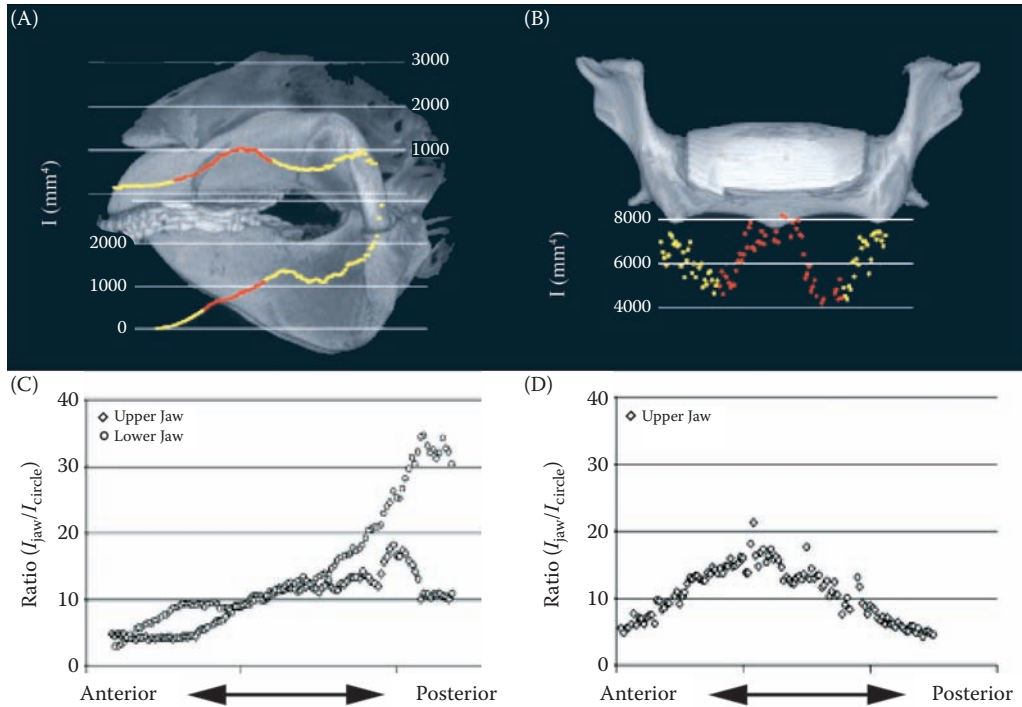 (A)
3000
2000
1000
I (mm⁴)
2000
1000
0
(B)
8000
6000
4000
I (mm⁴)
(C)
40
30
20
10
0
Ratio (I_jaw/I_circle)
Upper Jaw
Lower Jaw
Anterior
Posterior
(D)
40
30
20
10
0
Ratio (I_jaw/I_circle)
Upper Jaw
Anterior
Posterior